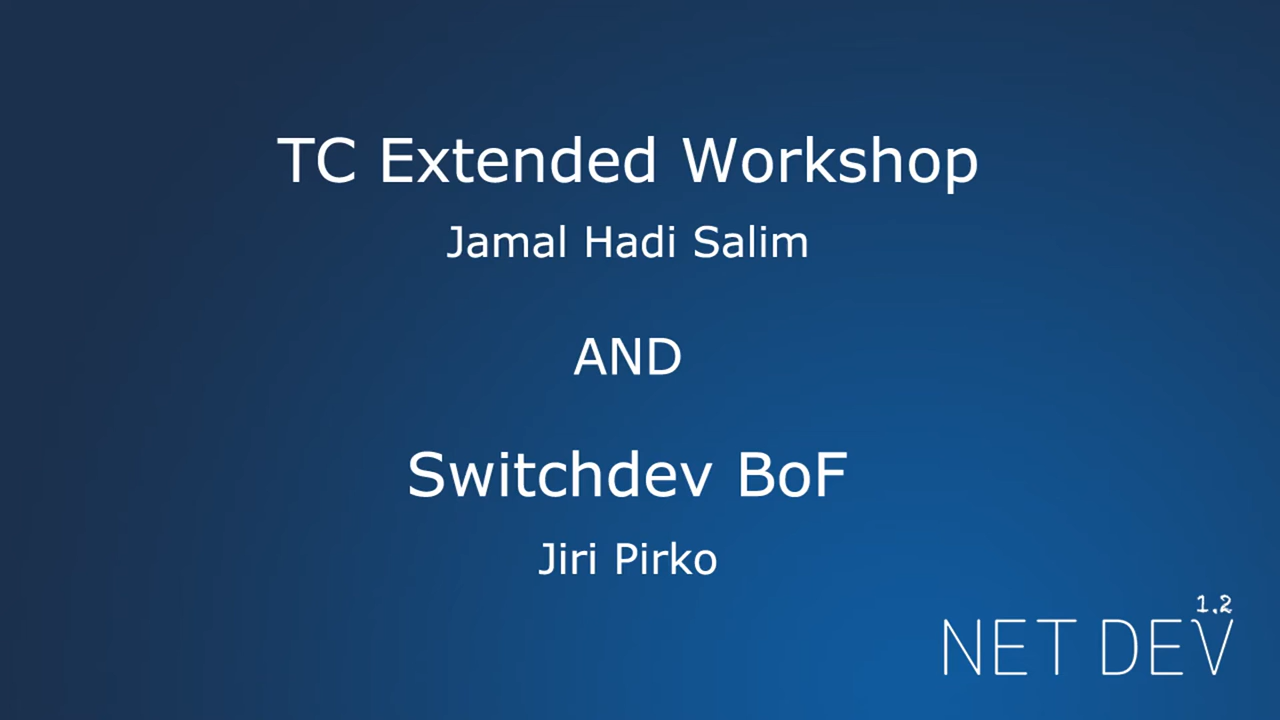 TC Extended Workshop
Jamal Hadi Salim
AND
Switchdev BoF
Jiri Pirko
1.2
NET DEV